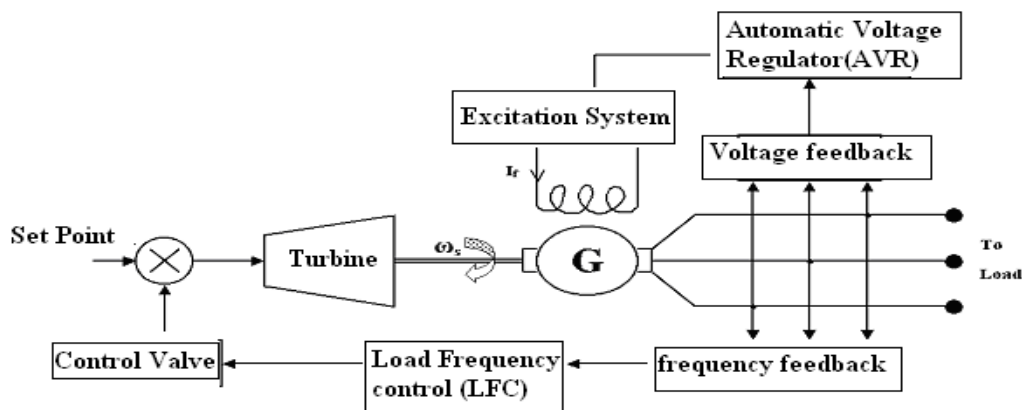 Automatic Voltage
Regulator(AVR)
Excitation System
Voltage feedback
If
Set Point
Turbine
ωs
G
To
Load
Control Valve
Load Frequency
control (LFC)
frequency feedback